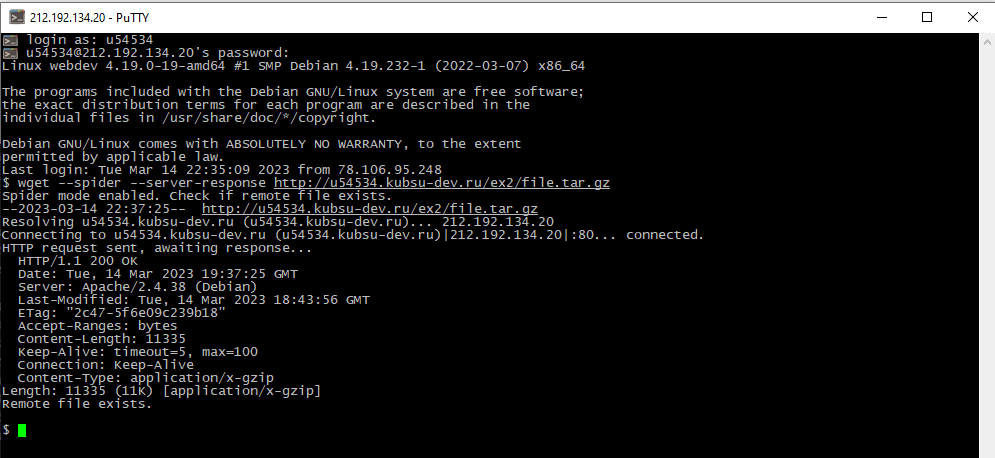 212.192.134.20 - PuTTY
login as: u54534
u54534@212.192.134.20's password:
Linux webdev 4.19.0-19-amd64 #1 SMP Debian 4.19.232-1 (2022-03-07) x86_64
The programs included with the Debian GNU/Linux system are free software;
the exact distribution terms for each program are described in the
individual files in /usr/share/doc/*/copyright.
Debian GNU/Linux comes with ABSOLUTELY NO WARRANTY, to the extent
permitted by applicable law.
Last login: Tue Mar 14 22:35:09 2023 from 78.106.95.248
$ wget --spider --server-response http://u54534.kubsu-dev.ru/ex2/file.tar.gz
Spider mode enabled. Check if remote file exists.
--2023-03-14 22:37:25--  http://u54534.kubsu-dev.ru/ex2/file.tar.gz
Resolving u54534.kubsu-dev.ru (u54534.kubsu-dev.ru)... 212.192.134.20
Connecting to u54534.kubsu-dev.ru (u54534.kubsu-dev.ru)|212.192.134.20|:80... connected.
HTTP request sent, awaiting response...
HTTP/1.1 200 OK
Date: Tue, 14 Mar 2023 19:37:25 GMT
Server: Apache/2.4.38 (Debian)
Last-Modified: Tue, 14 Mar 2023 18:43:56 GMT
ETag: "2c47-5f6e09c239b18"
Accept-Ranges: bytes
Content-Length: 11335
Keep-Alive: timeout=5, max=100
Connection: Keep-Alive
Content-Type: application/x-gzip
Length: 11335 (11K) [application/x-gzip]
Remote file exists.
$